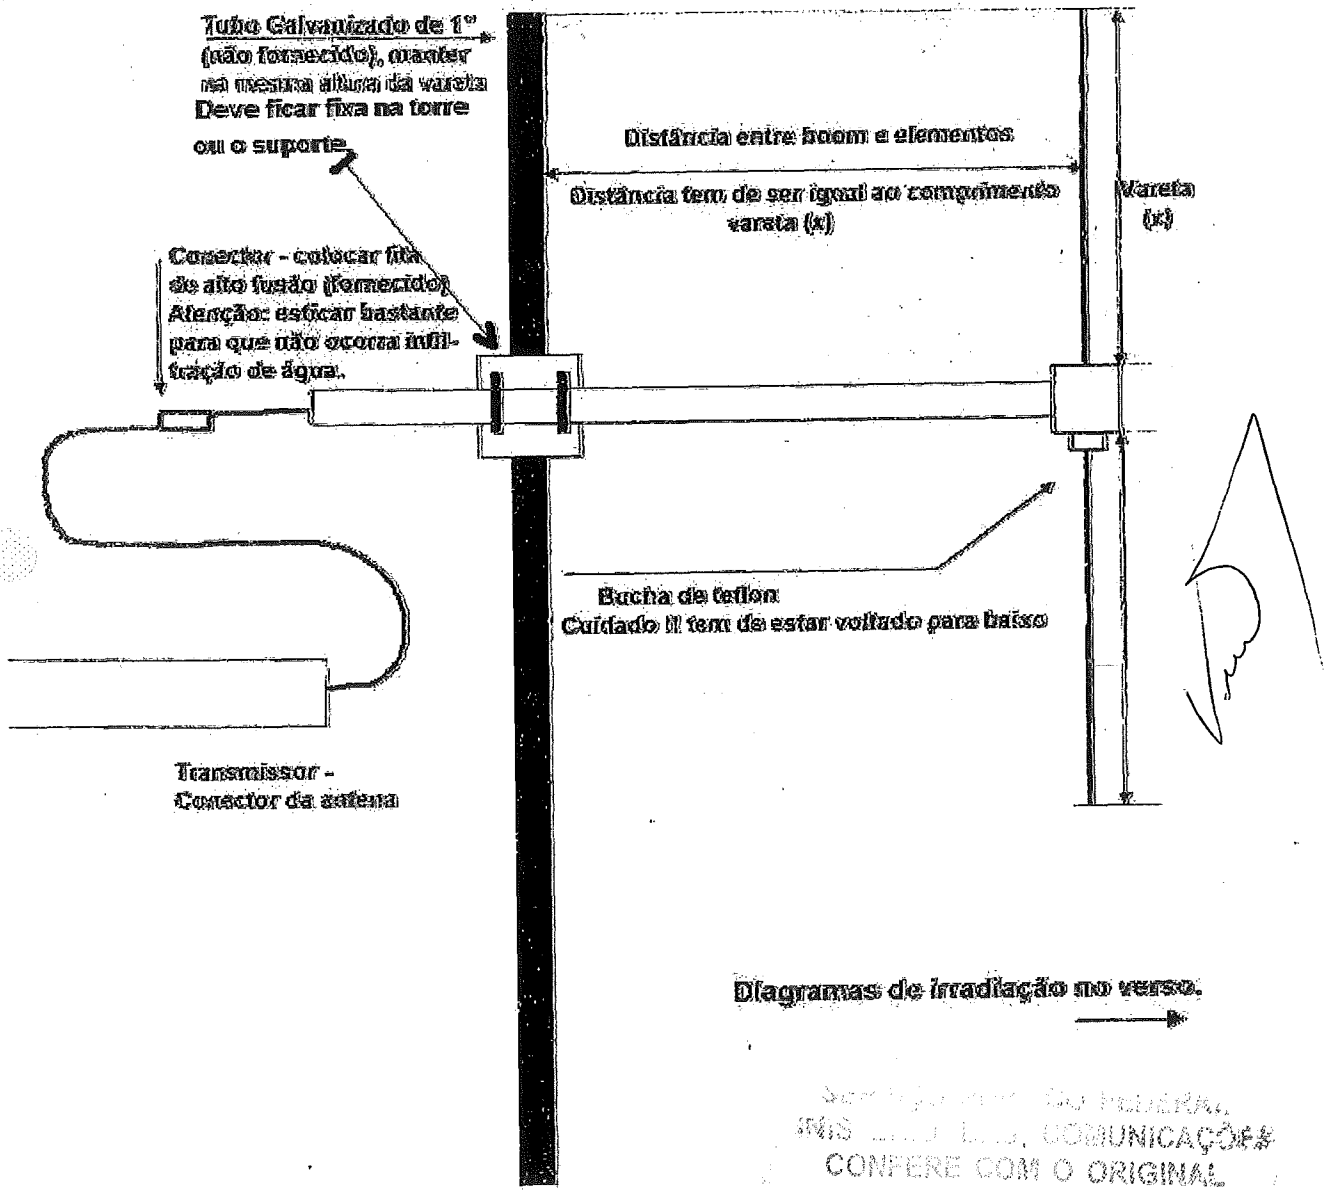 Tubo Galvanizado de 1"
(não fornecido), manter
na mesma altura da vareta
Deve ficar fixa na torre
ou o suporte.
Distância entre boom e elementos
Distância tem de ser igual ao comprimento
vareta (x)
Vareta
(x)
Conector - colocar fita
de alto fusão (fornecido)
Atenção: esticar bastante
para que não ocorra infil-
tração de água.
Bucha de teflon
Cuidado !! tem de estar voltado para baixo
Transmissor -
Conector da antena
Diagramas de irradiação no verso.
FEDERAL
COMUNICAÇÕES
CONFERE COM O ORIGINAL